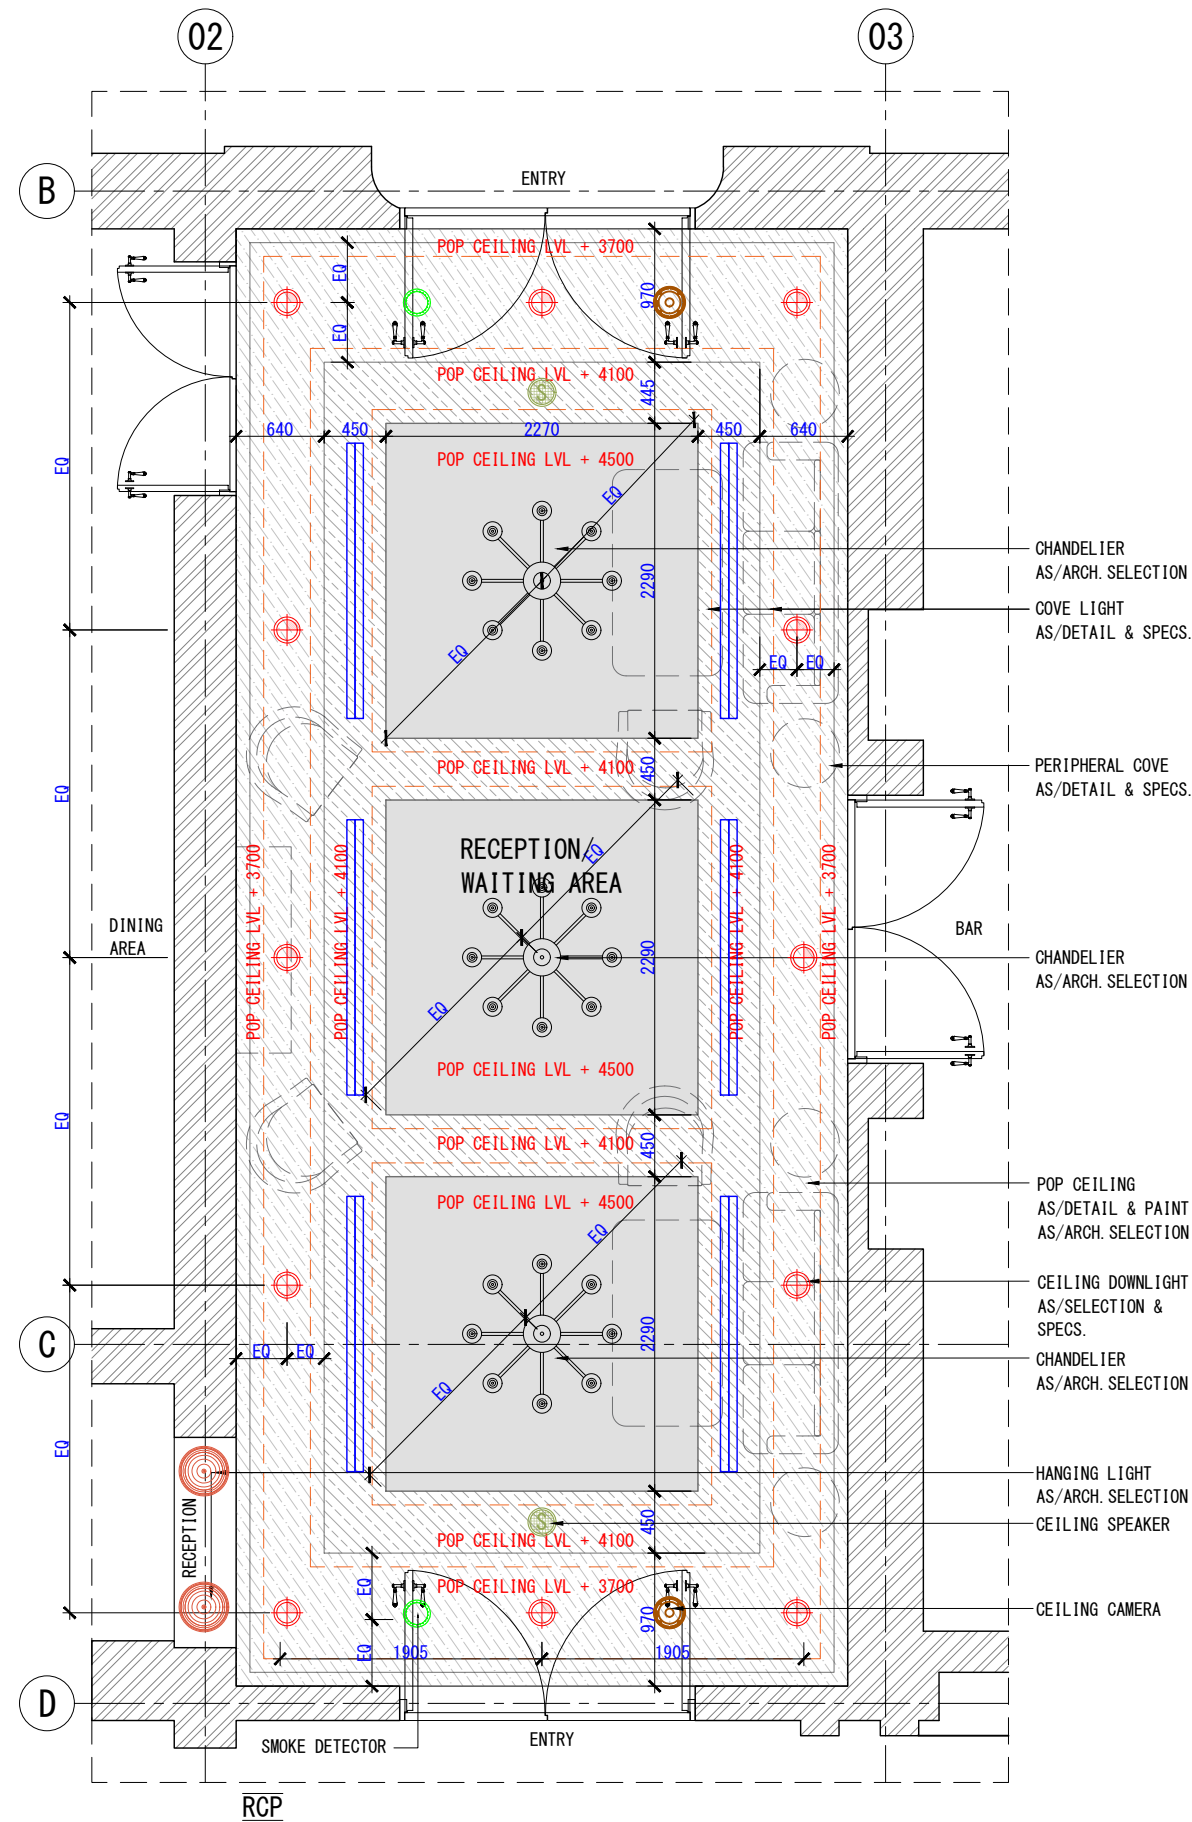 02
03
B
ENTRY
POP CEILING LVL + 3700
EQ
970
EQ
POP CEILING LVL + 4100
S
445
640
450
2270
450
640
EQ
POP CEILING LVL + 4500
EQ
CHANDELIER
AS/ARCH. SELECTION
2290
COVE LIGHT
AS/DETAIL & SPECS.
EQ
EQ
EQ
POP CEILING LVL + 4100
450
PERIPHERAL COVE
AS/DETAIL & SPECS.
EQ
RECEPTION/
WAITING AREA
EQ
POP CEILING LVL + 3700
POP CEILING LVL + 4100
POP CEILING LVL + 4100
POP CEILING LVL + 3700
DINING
AREA
BAR
2290
CHANDELIER
AS/ARCH. SELECTION
EQ
POP CEILING LVL + 4500
EQ
POP CEILING LVL + 4100
450
POP CEILING
AS/DETAIL & PAINT
AS/ARCH. SELECTION
POP CEILING LVL + 4500
EQ
CEILING DOWNLIGHT
AS/SELECTION &
SPECS.
C
2290
EQ
EQ
CHANDELIER
AS/ARCH. SELECTION
EQ
EQ
HANGING LIGHT
AS/ARCH. SELECTION
RECEPTION
S
450
CEILING SPEAKER
POP CEILING LVL + 4100
EQ
POP CEILING LVL + 3700
970
CEILING CAMERA
EQ
1905
1905
D
SMOKE DETECTOR
ENTRY
RCP